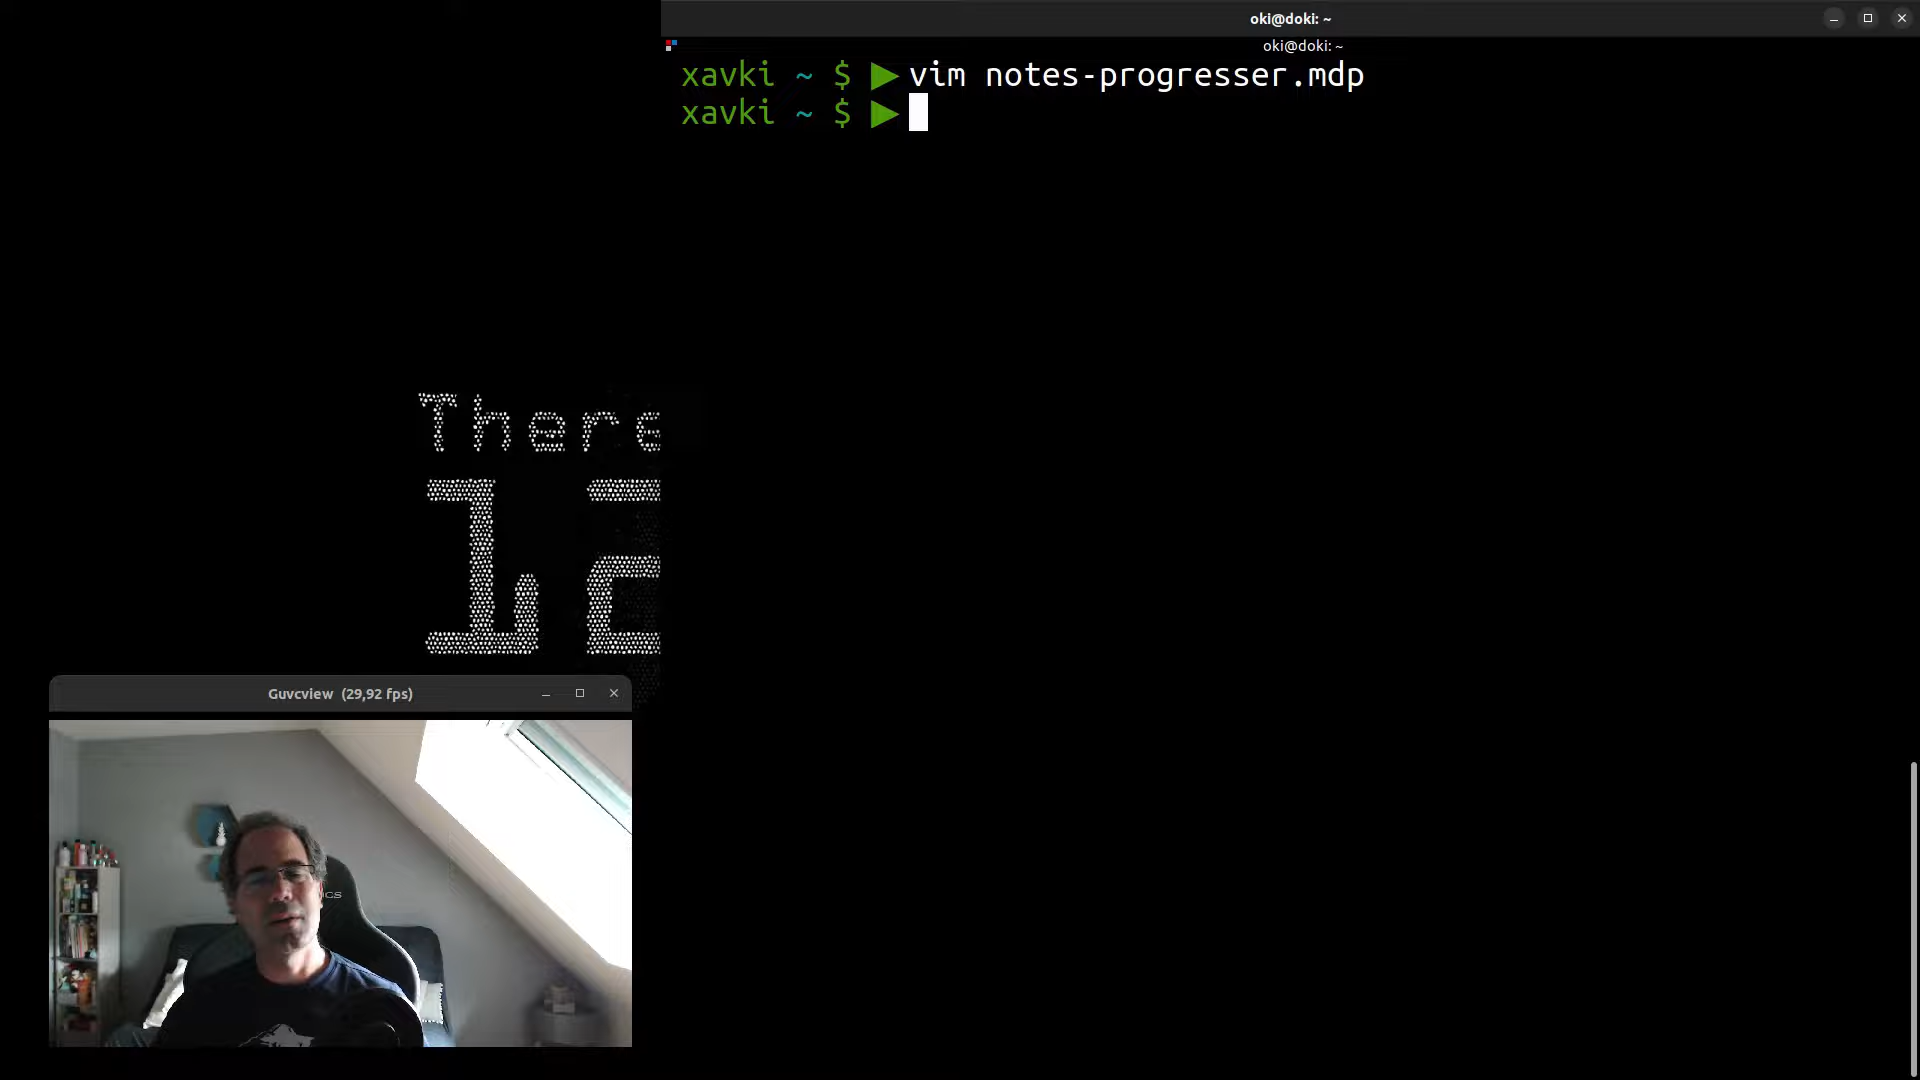 oki@doki: ~
oki@doki: ~
xavki ~ $ ▶ vim notes-progresser.mdp
xavki ~ $ ▶
There
Guvcview (29,92 fps)